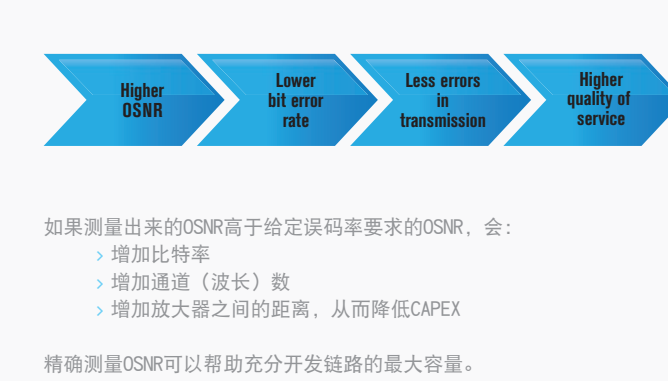 Higher
OSNR
Lower
bit error
rate
Less errors
in
transmission
Higher
quality of
service
如果测量出来的OSNR高于给定误码率要求的OSNR，会：
> 增加比特率
> 增加通道（波长）数
> 增加放大器之间的距离，从而降低CAPEX
精确测量OSNR可以帮助充分开发链路的最大容量。